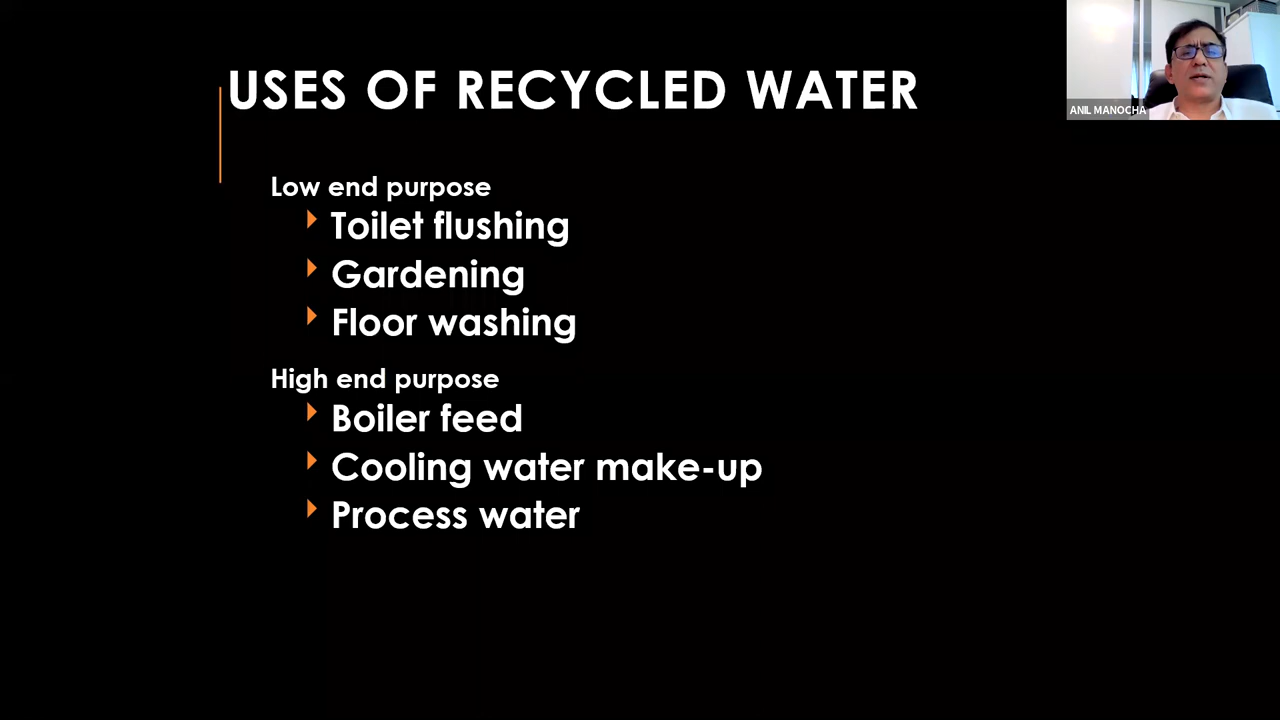 USES OF RECYCLED WATER
ANIL MANOCHA
Low end purpose
Toilet flushing
Gardening
Floor washing
High end purpose
Boiler feed
Cooling water make-up
Process water